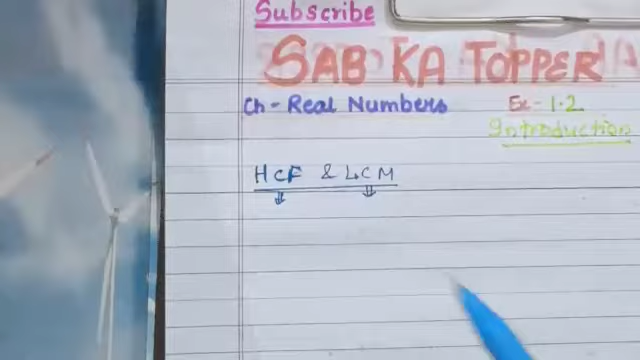 Subscribe
SAB KA TOPPER
Ch - Real Numbers Ex - 1.2
Introduction
HCF & LCM